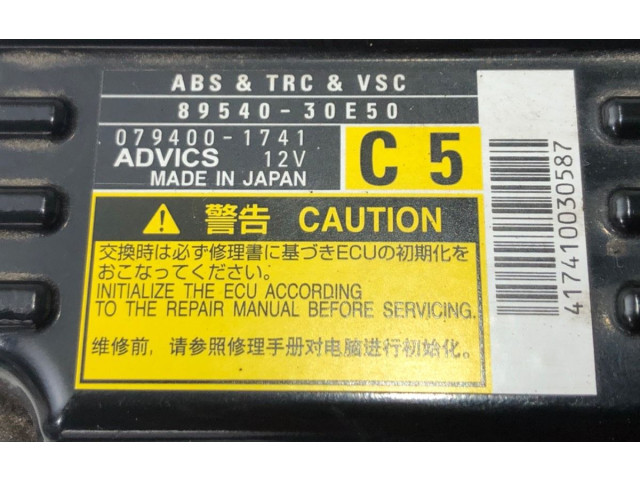 ABS & TRC & VSC
89540-30E50
079400-1741
ADVICS 12V
MADE IN JAPAN
C5
警告 CAUTION
交換時は必ず修理書に基づきECUの初期化を
おこなってください。
INITIALIZE THE ECU ACCORDING
TO THE REPAIR MANUAL BEFORE SERVICING.
维修前，请参照修理手册对电脑进行初始化。
417410030587